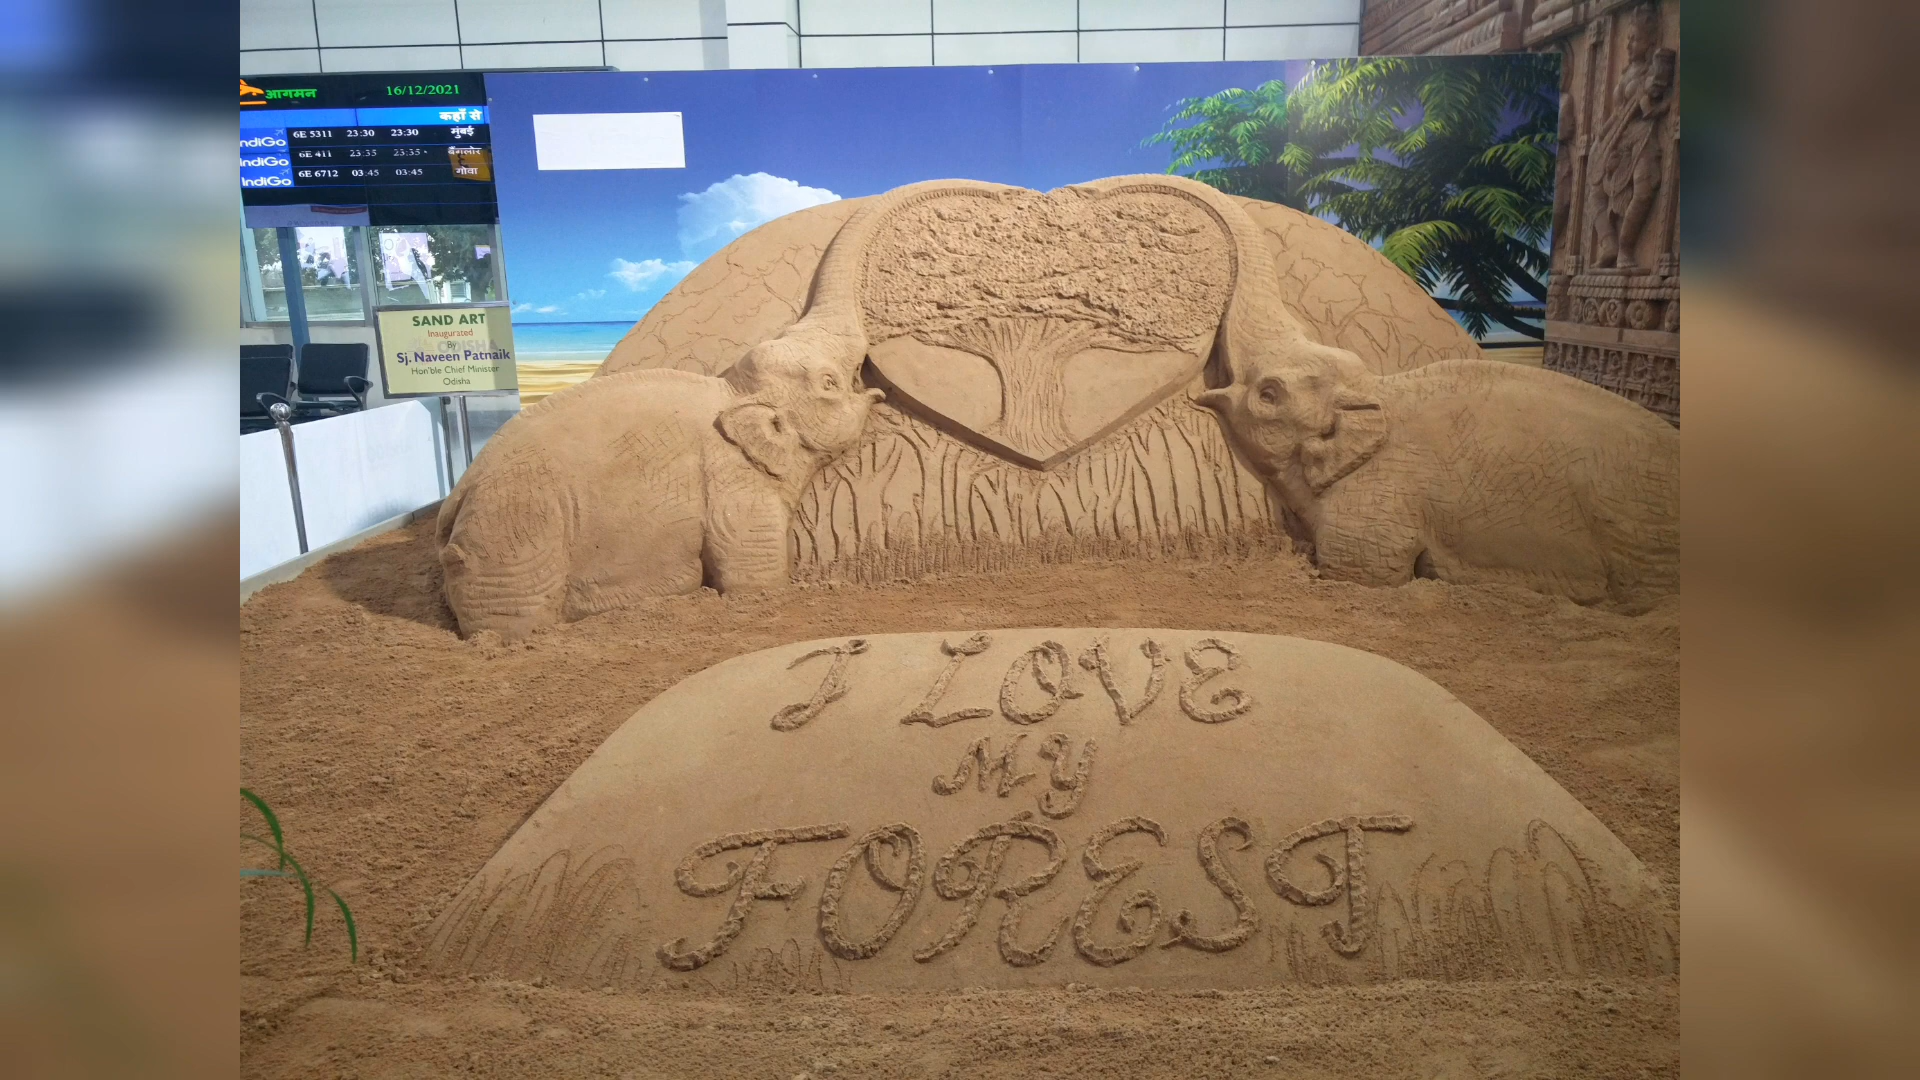 आगमन 16/12/2021
कहाँ से
IndiGo 6E 5311 23:30 23:30 मुंबई
IndiGo 6E 411 23:35 23:35 बैंगलोर
IndiGo 6E 6712 03:45 03:45 गोवा
SAND ART
Inaugurated
By
Sj. Naveen Patnaik
Hon'ble Chief Minister
Odisha
I LOVE
MY
FOREST